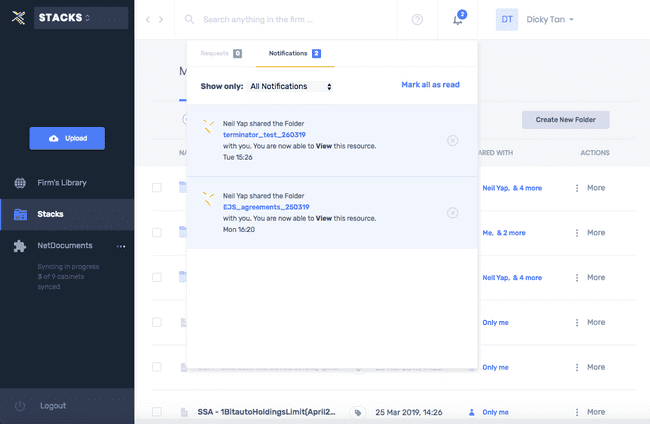 STACKS
Search anything in the firm ...
2
DT
Dicky Tan
Requests 0
Notifications 2
Show only: All Notifications
Mark all as read
Upload
Firm's Library
Stacks
NetDocuments
Syncing in progress
3 of 9 cabinets
synced
Logout
Neil Yap shared the Folder
terminator_test_260319
with you. You are now able to View this resource.
Tue 15:26
Neil Yap shared the Folder
EJS_agreements_250319
with you. You are now able to View this resource.
Mon 16:20
Create New Folder
ARED WITH
ACTIONS
Neil Yap, & 4 more
More
Me, & 2 more
More
Neil Yap, & 4 more
More
Only me
More
Only me
More
SSA - 1BitautoHoldingsLimit(April2...
25 Mar 2019, 14:26
Only me
More